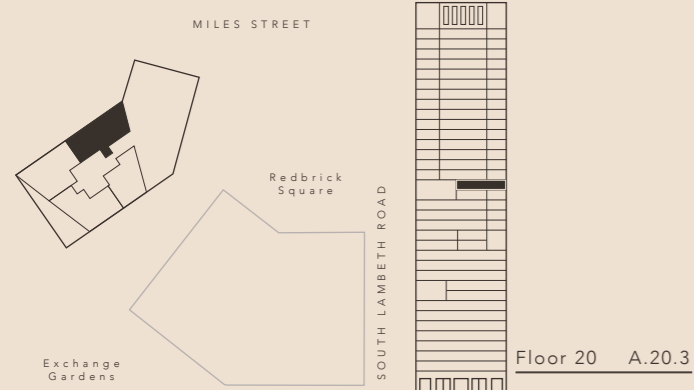 MILES STREET
Redbrick
Square
SOUTH LAMBETH ROAD
Exchange
Gardens
Floor 20 A.20.3